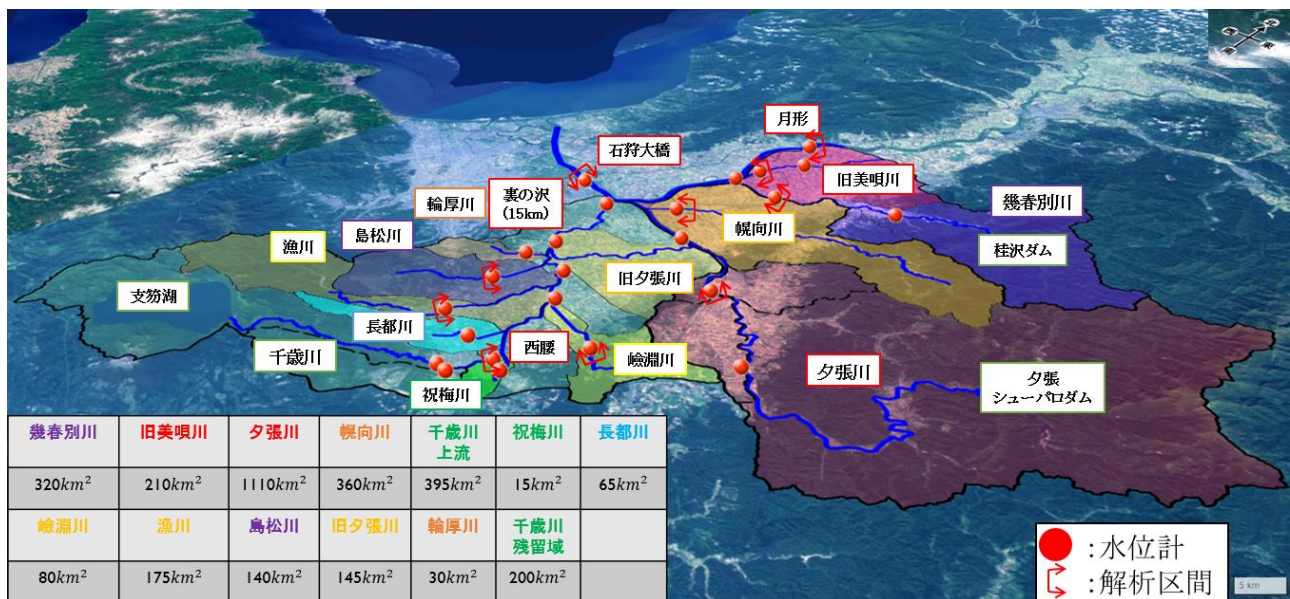 月形
石狩大橋
旧美唄川
裏の沢
(15km)
輪厚川
幾春別川
島松川
幌向川
漁川
桂沢ダム
旧夕張川
支笏湖
長都川
西腰
嶮淵川
千歳川
夕張川
夕張
シューパロダム
祝梅川
幾春別川 旧美唄川 夕張川 幌向川 千歳川 祝梅川 長都川
上流
320km² 210km² 1110km² 360km² 395km² 15km² 65km²
嶮淵川 漁川 島松川 旧夕張川 輪厚川 千歳川
残留域
80km² 175km² 140km² 145km² 30km² 200km²
:水位計
:解析区間
5 km